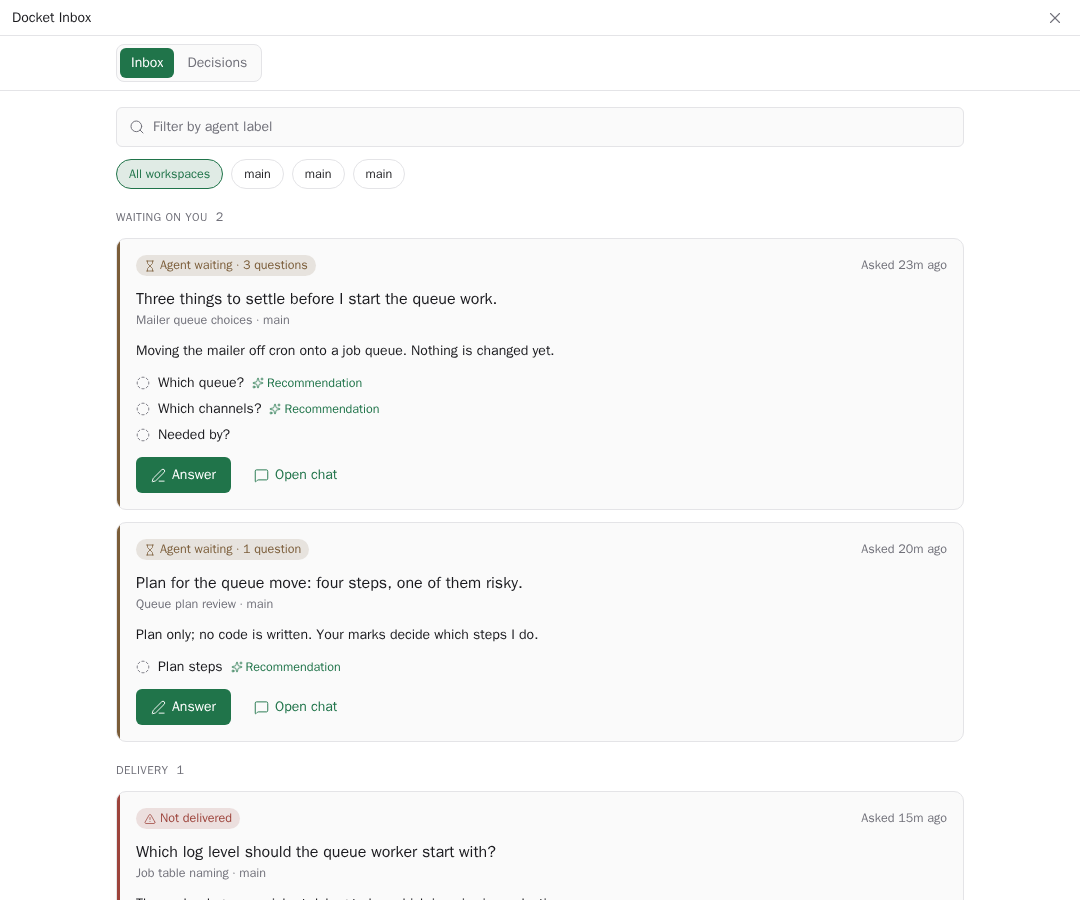 Docket Inbox
Inbox
Decisions
Filter by agent label
All workspaces
main
main
main
WAITING ON YOU 2
Agent waiting · 3 questions
Asked 23m ago
Three things to settle before I start the queue work.
Mailer queue choices · main
Moving the mailer off cron onto a job queue. Nothing is changed yet.
Which queue? Recommendation
Which channels? Recommendation
Needed by?
Answer
Open chat
Agent waiting · 1 question
Asked 20m ago
Plan for the queue move: four steps, one of them risky.
Queue plan review · main
Plan only; no code is written. Your marks decide which steps I do.
Plan steps Recommendation
Answer
Open chat
DELIVERY 1
Not delivered
Asked 15m ago
Which log level should the queue worker start with?
Job table naming · main